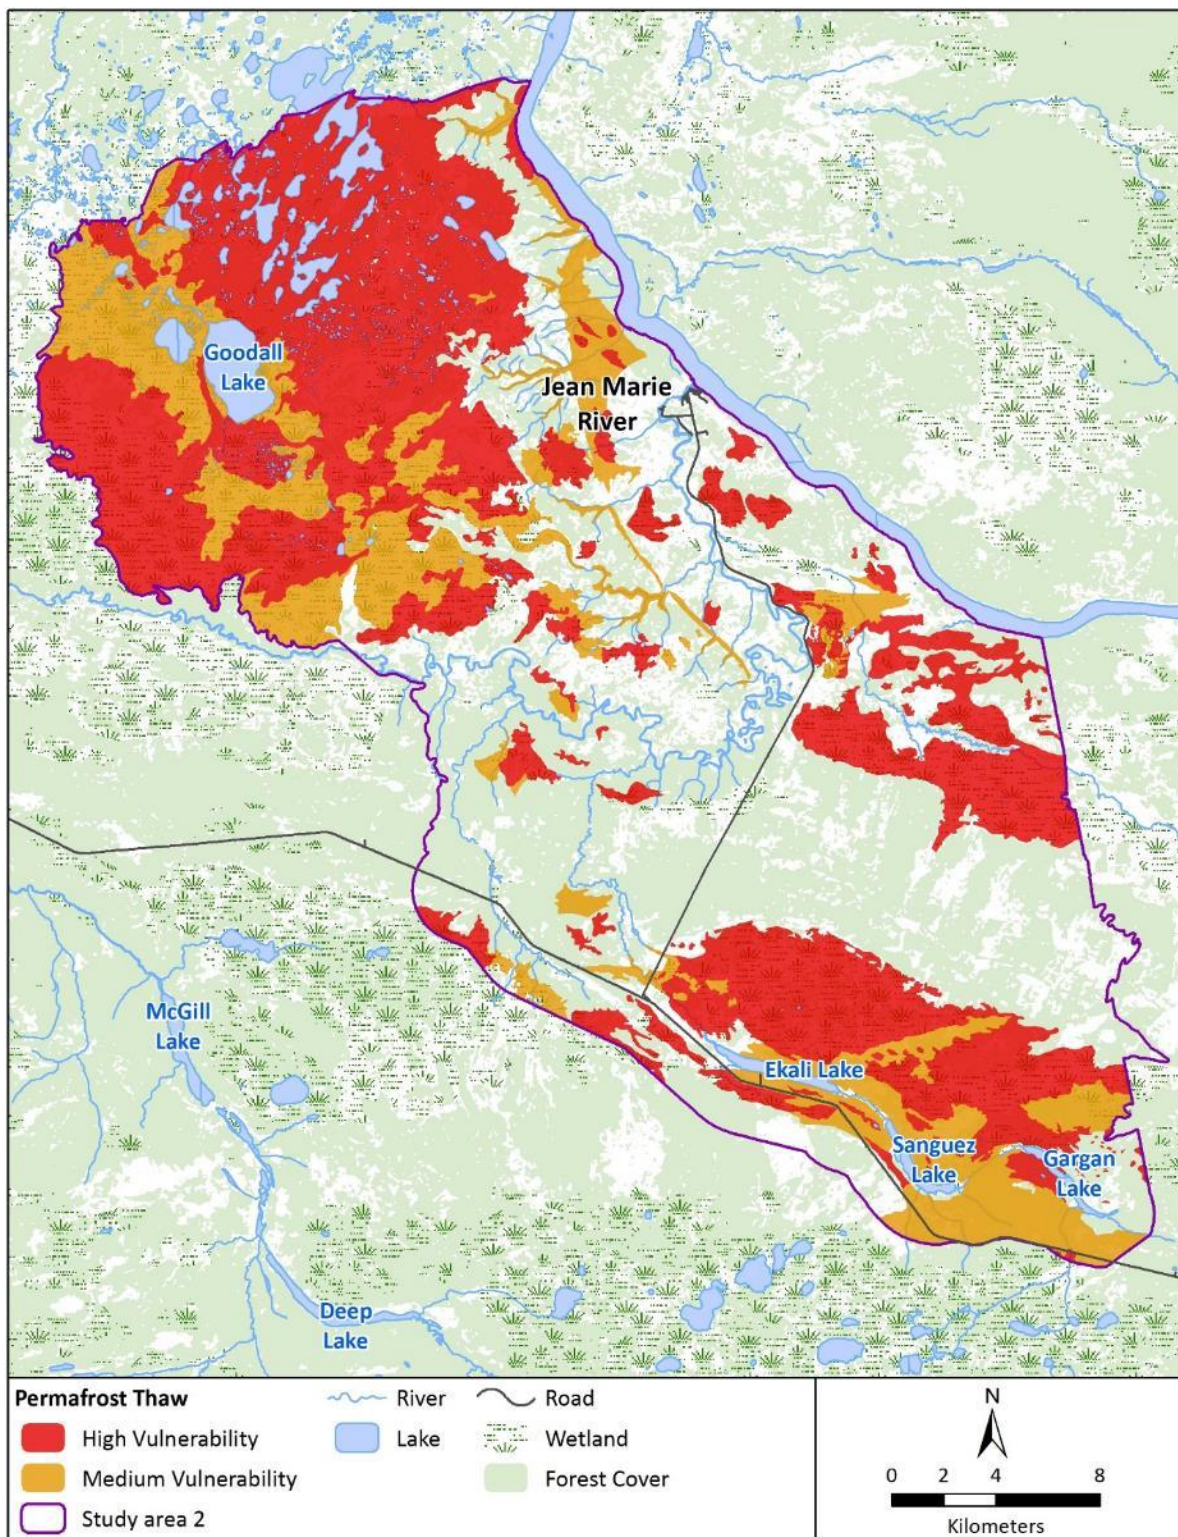 Goodall
Lake
Jean Marie
River
McGill
Lake
Ekali Lake
Sanguez
Lake
Gargan
Lake
Deep
Lake
Permafrost Thaw
High Vulnerability
Medium Vulnerability
Study area 2
River
Lake
Road
Wetland
Forest Cover
N
0 2 4 8
Kilometers